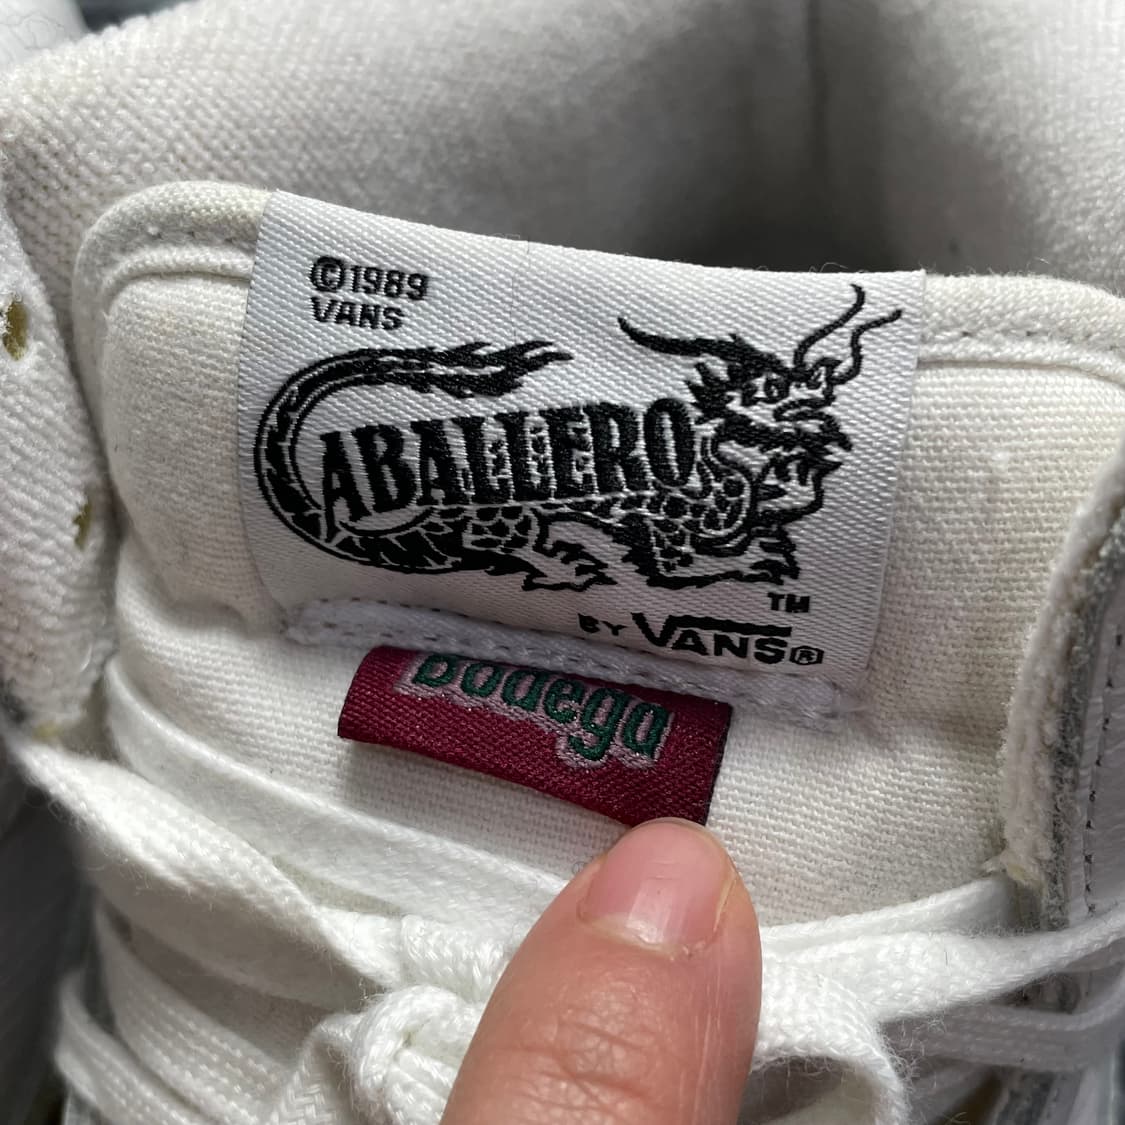 ©1989
VANS
CABALLERO
TM
BY VANS®
Bodega